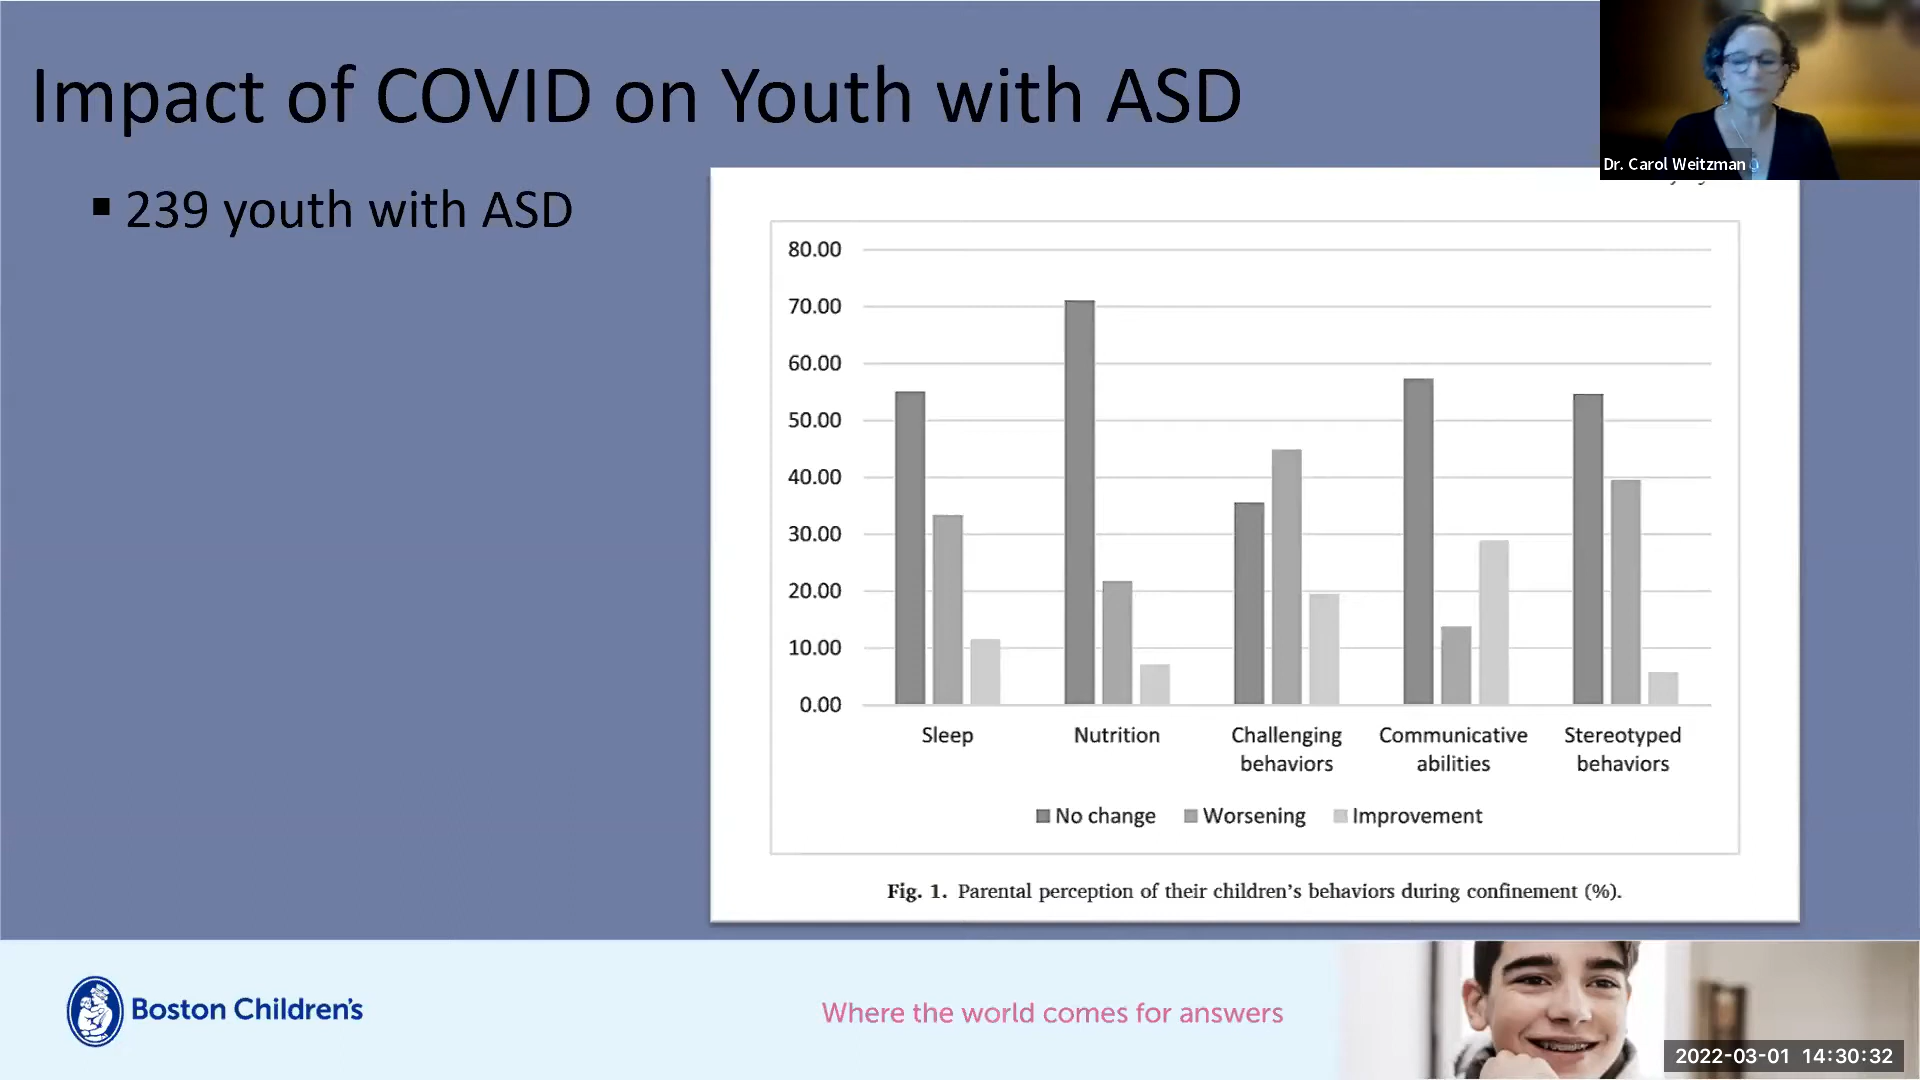 Impact of COVID on Youth with ASD
Dr. Carol Weitzman
▪ 239 youth with ASD
80.00
70.00
60.00
50.00
40.00
30.00
20.00
10.00
0.00
Sleep
Nutrition
Challenging
behaviors
Communicative
abilities
Stereotyped
behaviors
No change
Worsening
Improvement
Fig. 1. Parental perception of their children's behaviors during confinement (%).
Boston Children's
Where the world comes for answers
2022-03-01 14:30:32